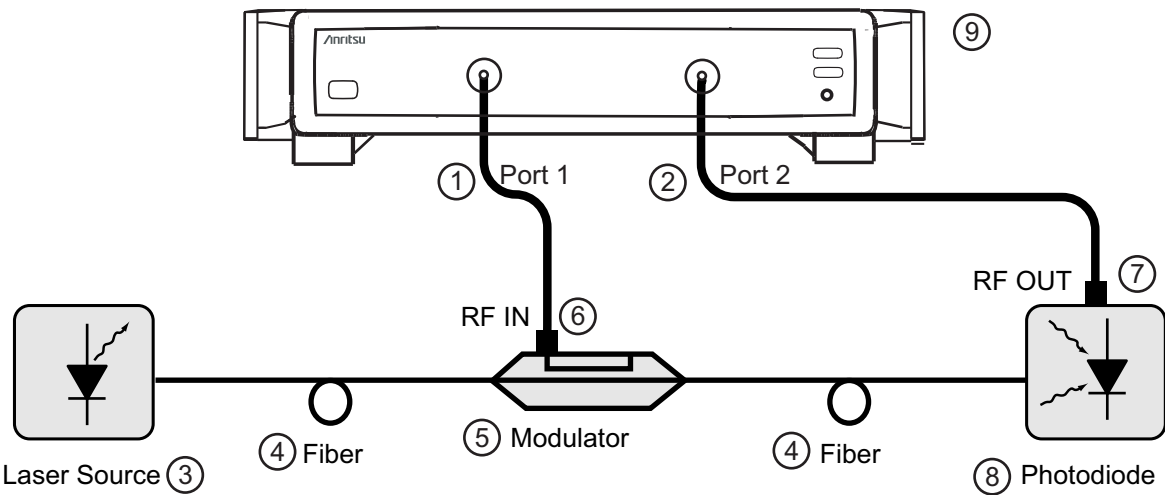 Anritsu
9
1 Port 1
2 Port 2
RF OUT 7
RF IN 6
4 Fiber
5 Modulator
4 Fiber
Laser Source 3
8 Photodiode